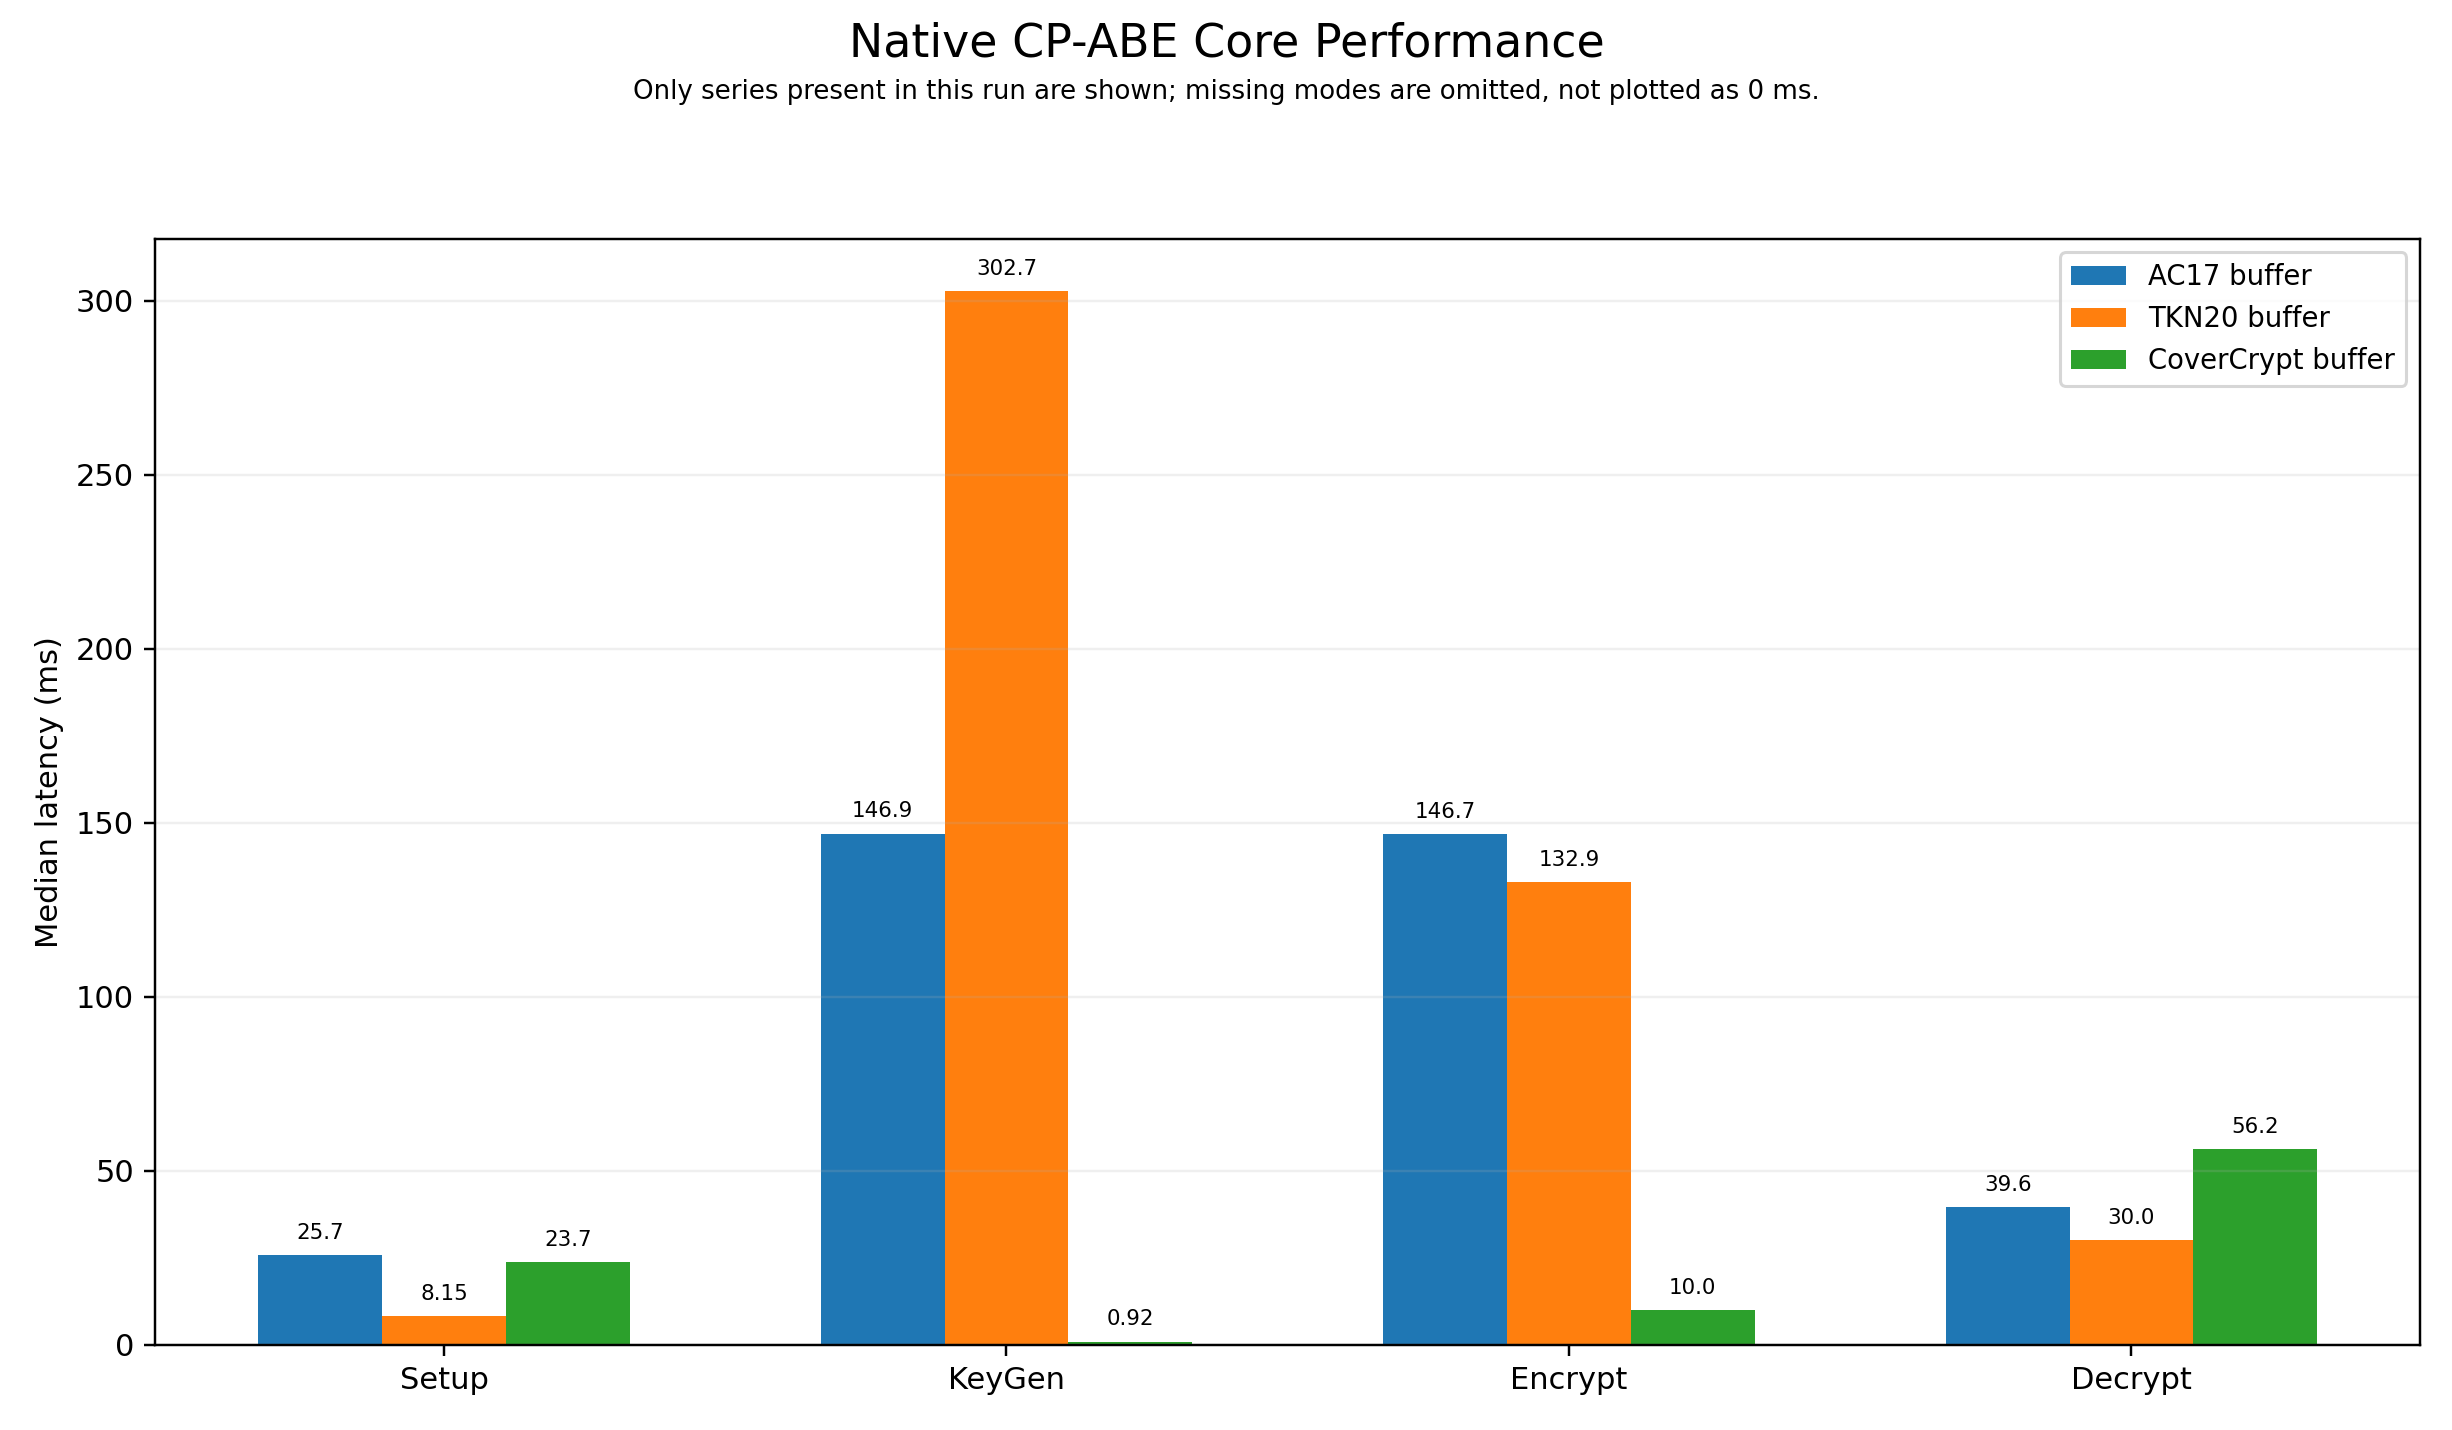 Native CP-ABE Core Performance
Only series present in this run are shown; missing modes are omitted, not plotted as 0 ms.
AC17 buffer
TKN20 buffer
CoverCrypt buffer
Median latency (ms)
300
250
200
150
100
50
0
25.7
8.15
23.7
146.9
302.7
0.92
146.7
132.9
10.0
39.6
30.0
56.2
Setup
KeyGen
Encrypt
Decrypt